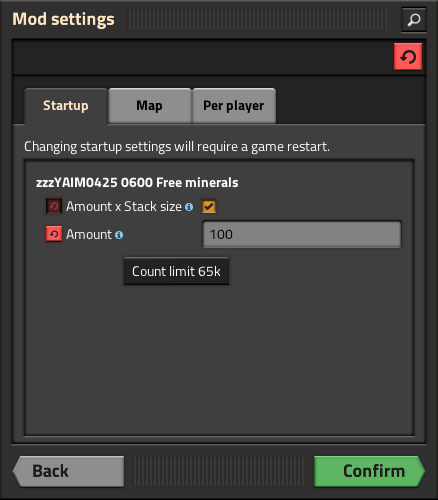 Mod settings
Startup
Map
Per player
Changing startup settings will require a game restart.
zzzYAIM0425 0600 Free minerals
Amount x Stack size
Amount
100
Count limit 65k
Back
Confirm